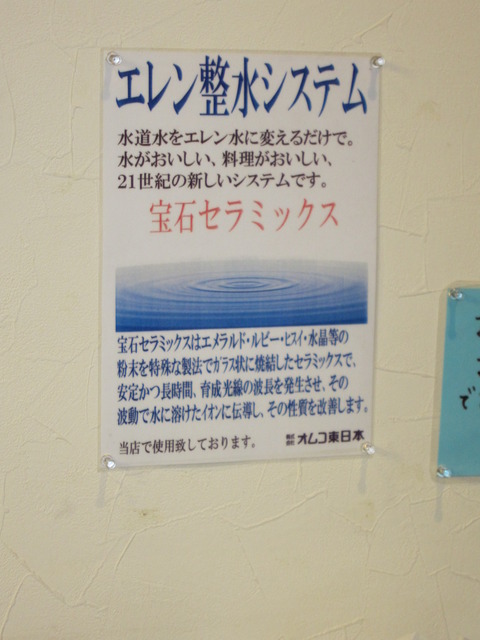 エレン整水システム
水道水をエレン水に変えるだけで。
水がおいしい、料理がおいしい、
21世紀の新しいシステムです。
宝石セラミックス
宝石セラミックスはエメラルド・ルビー・ヒスイ・水晶等の
粉末を特殊な製法でガラス状に焼結したセラミックスで、
安定かつ長時間、育成光線の波長を発生させ、その
波動で水に溶けたイオンに伝導し、その性質を改善します。
当店で使用致しております。
株式会社 オムコ東日本
で